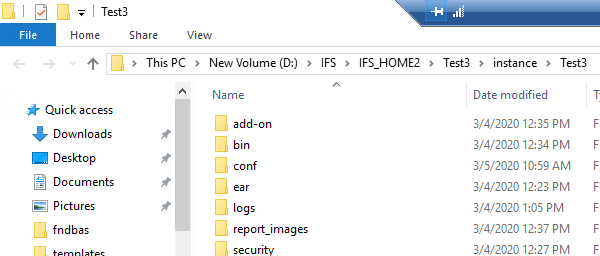 Test3
File Home Share View
This PC New Volume (D:) IFS IFS_HOME2 Test3 instance Test3
Name Date modified
Quick access
add-on 3/4/2020 12:35 PM F
Downloads
bin 3/4/2020 12:34 PM F
Desktop
conf 3/5/2020 10:59 AM F
Documents
ear 3/4/2020 12:23 PM F
Pictures
logs 3/4/2020 1:05 PM F
fndbas
report_images 3/4/2020 12:37 PM F
templates
security 3/4/2020 12:27 PM F